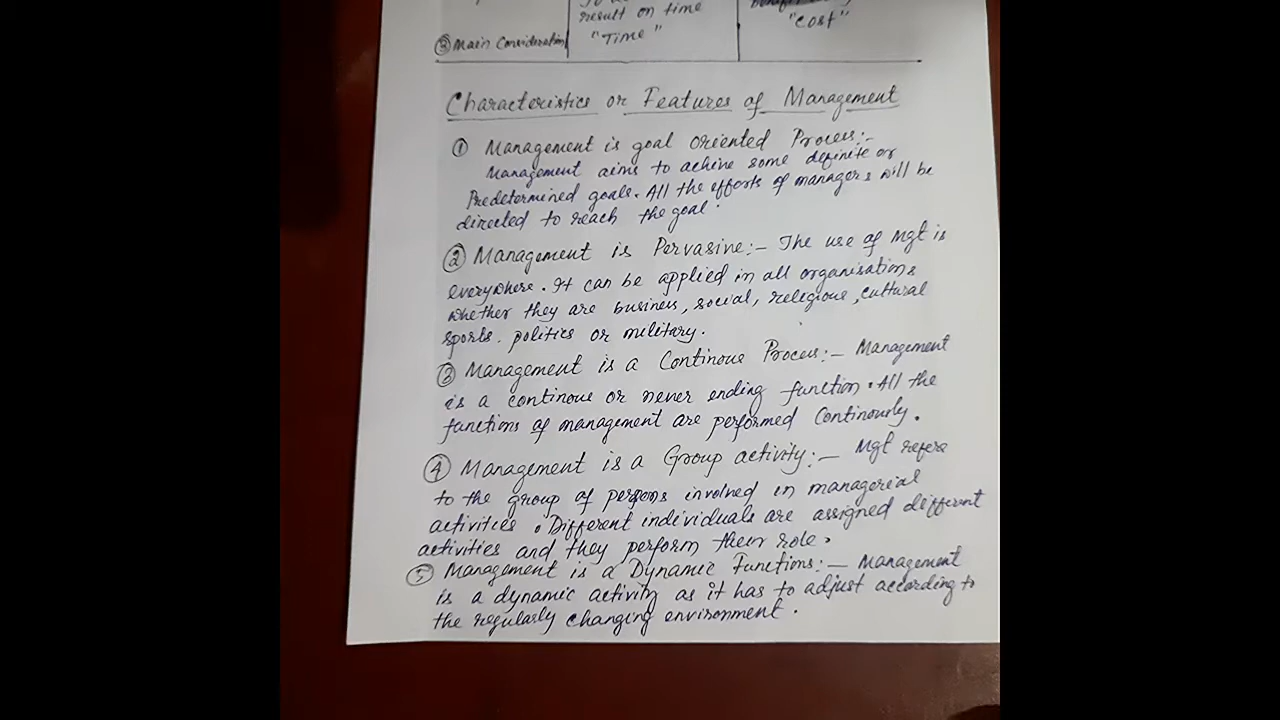 result on time
"Time"
"Cost"
③ Main Consideration
Characteristics or Features of Management
① Management is goal oriented Process:-
Management aims to achive some definite or
Predetermined goals. All the efforts of managers will be
directed to reach the goal.
② Management is Pervasive:- The use of Mgt is
everywhere. It can be applied in all organisations
whether they are business, social, religious, cultural
sports. politics or military.
③ Management is a Continous Process:- Management
is a continous or never ending function. All the
functions of management are performed Continously.
④ Management is a Group activity:- Mgt refers
to the group of persons involved in managerial
activities. Different individuals are assigned different
activities and they perform their role.
⑤ Management is a Dynamic Functions:- Management
is a dynamic activity as it has to adjust according to
the regularly changing environment.